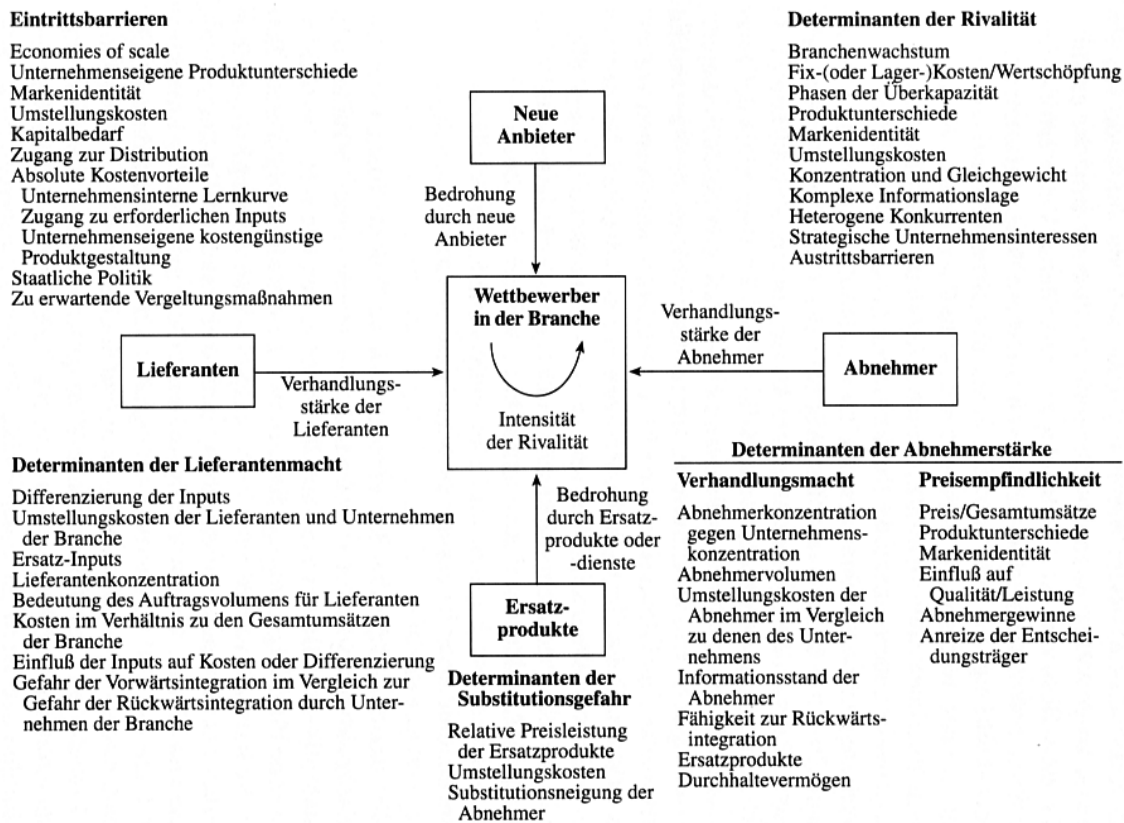 Eintrittsbarrieren
Economies of scale
Unternehmenseigene Produktunterschiede
Markenidentität
Umstellungskosten
Kapitalbedarf
Zugang zur Distribution
Absolute Kostenvorteile
Unternehmensinterne Lernkurve
Zugang zu erforderlichen Inputs
Unternehmenseigene kostengünstige
Produktgestaltung
Staatliche Politik
Zu erwartende Vergeltungsmaßnahmen
Neue
Anbieter
Bedrohung
durch neue
Anbieter
Determinanten der Rivalität
Branchenwachstum
Fix-(oder Lager-)Kosten/Wertschöpfung
Phasen der Überkapazität
Produktunterschiede
Markenidentität
Umstellungskosten
Konzentration und Gleichgewicht
Komplexe Informationslage
Heterogene Konkurrenten
Strategische Unternehmensinteressen
Austrittsbarrieren
Lieferanten
Verhandlungs-
stärke der
Lieferanten
Wettbewerber
in der Branche
Intensität
der Rivalität
Verhandlungs-
stärke der
Abnehmer
Abnehmer
Determinanten der Lieferantenmacht
Differenzierung der Inputs
Umstellungskosten der Lieferanten und Unternehmen
der Branche
Ersatz-Inputs
Lieferantenkonzentration
Bedeutung des Auftragsvolumens für Lieferanten
Kosten im Verhältnis zu den Gesamtumsätzen
der Branche
Einfluß der Inputs auf Kosten oder Differenzierung
Gefahr der Vorwärtsintegration im Vergleich zur
Gefahr der Rückwärtsintegration durch Unter-
nehmen der Branche
Bedrohung
durch Ersatz-
produkte oder
-dienste
Ersatz-
produkte
Determinanten der
Substitutionsgefahr
Relative Preisleistung
der Ersatzprodukte
Umstellungskosten
Substitutionsneigung der
Abnehmer
Determinanten der Abnehmerstärke
Verhandlungsmacht
Abnehmerkonzentration
gegen Unternehmens-
konzentration
Abnehmervolumen
Umstellungskosten der
Abnehmer im Vergleich
zu denen des Unter-
nehmens
Informationsstand der
Abnehmer
Fähigkeit zur Rückwärts-
integration
Ersatzprodukte
Durchhaltevermögen
Preisempfindlichkeit
Preis/Gesamtumsätze
Produktunterschiede
Markenidentität
Einfluß auf
Qualität/Leistung
Abnehmergewinne
Anreize der Entschei-
dungsträger